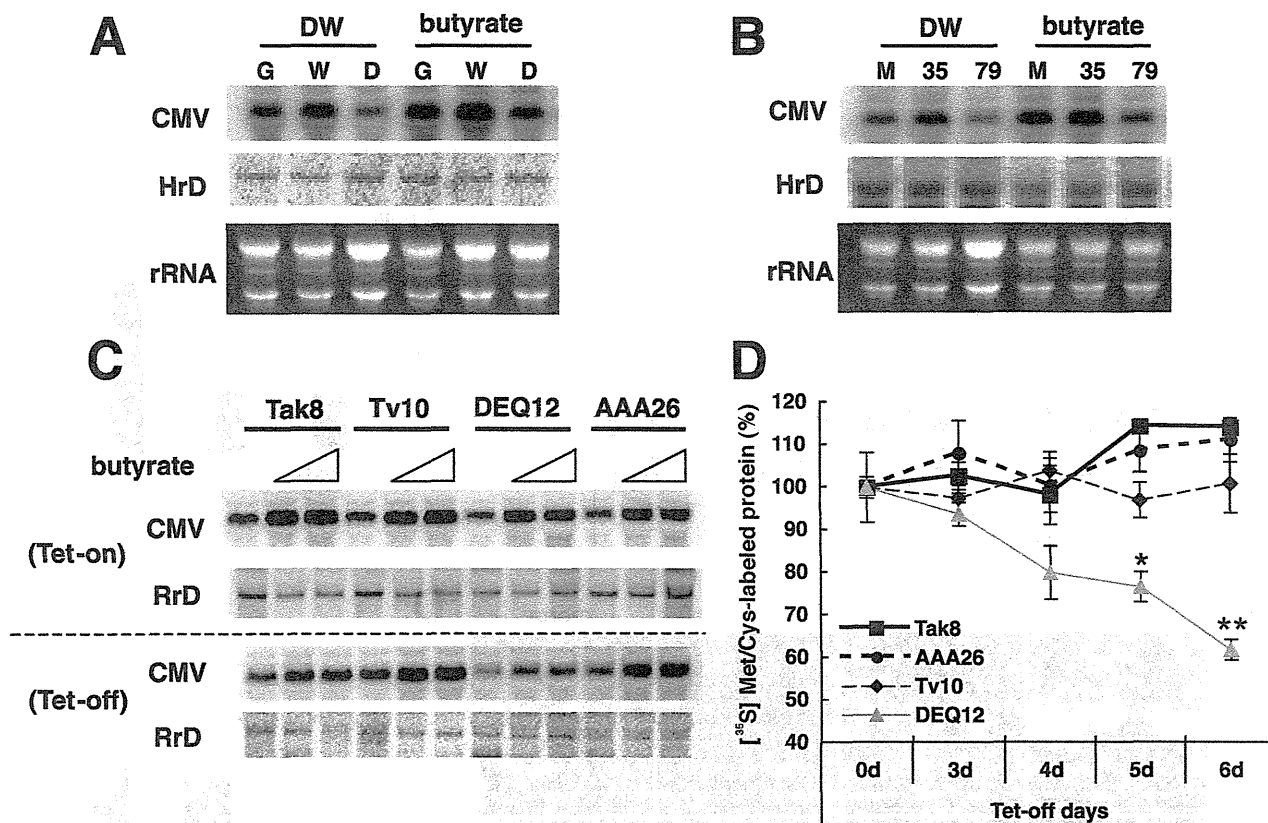 A
DW butyrate
G W D G W D
CMV
HrD
rRNA
B
DW butyrate
M 35 79 M 35 79
CMV
HrD
rRNA
C
Tak8 Tv10 DEQ12 AAA26
butyrate
(Tet-on)
CMV
RrD
(Tet-off)
CMV
RrD
D
[35S] Met/Cys-labeled protein (%)
120
110
100
90
80
70
60
50
40
*
**
Tak8
AAA26
Tv10
DEQ12
0d 3d 4d 5d 6d
Tet-off days